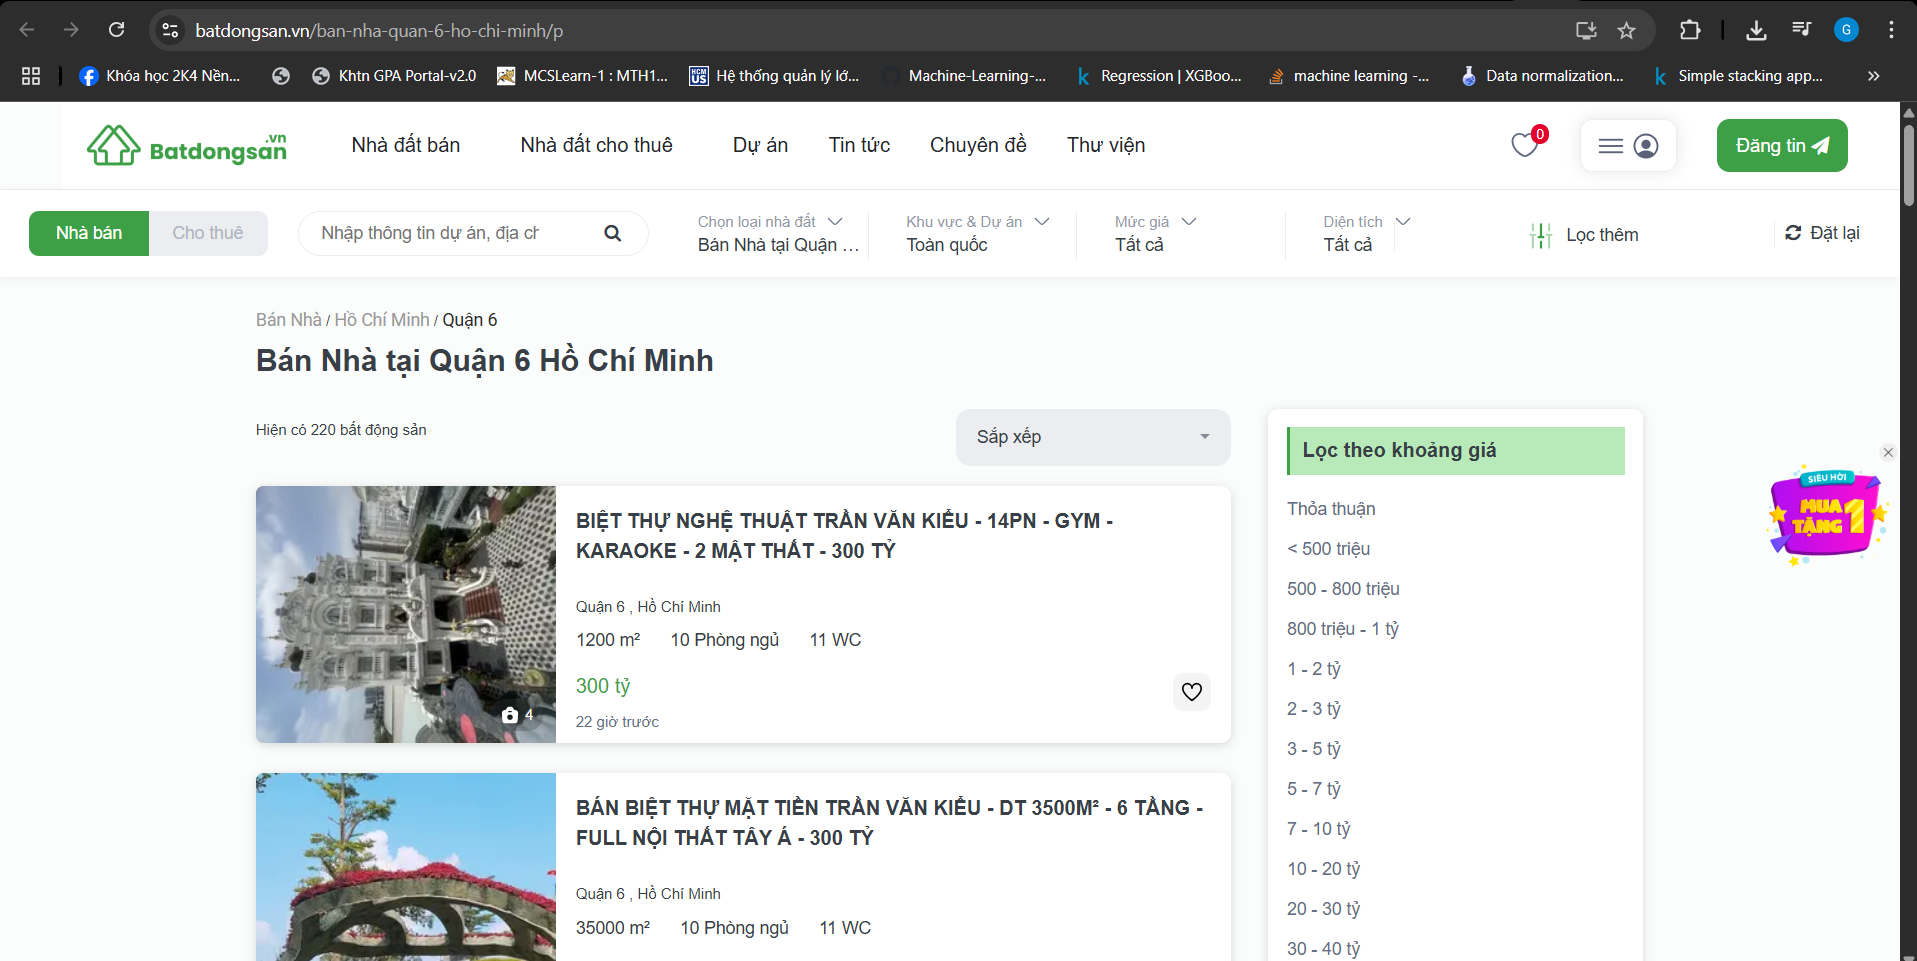 batdongsan.vn/ban-nha-quan-6-ho-chi-minh/p
G
Khóa học 2K4 Nền...
Khtn GPA Portal-v2.0
MCSLearn-1 : MTH1...
HCM
US
Hệ thống quản lý lớ...
Machine-Learning-...
k
Regression | XGBoo...
machine learning -...
Data normalization...
k
Simple stacking app...
Batdongsan.vn
Nhà đất bán
Nhà đất cho thuê
Dự án
Tin tức
Chuyên đề
Thư viện
0
Đăng tin
Nhà bán
Cho thuê
Nhập thông tin dự án, địa ch
Chọn loại nhà đất
Bán Nhà tại Quận ...
Khu vực & Dự án
Toàn quốc
Mức giá
Tất cả
Diện tích
Tất cả
Lọc thêm
Đặt lại
Bán Nhà / Hồ Chí Minh / Quận 6
Bán Nhà tại Quận 6 Hồ Chí Minh
Hiện có 220 bất động sản
Sắp xếp
BIỆT THỰ NGHỆ THUẬT TRẦN VĂN KIỂU - 14PN - GYM -
KARAOKE - 2 MẬT THẤT - 300 TỶ
Quận 6 , Hồ Chí Minh
1200 m² 10 Phòng ngủ 11 WC
300 tỷ
22 giờ trước
4
BÁN BIỆT THỰ MẶT TIỀN TRẦN VĂN KIỂU - DT 3500M² - 6 TẦNG -
FULL NỘI THẤT TÂY Á - 300 TỶ
Quận 6 , Hồ Chí Minh
35000 m² 10 Phòng ngủ 11 WC
Lọc theo khoảng giá
Thỏa thuận
< 500 triệu
500 - 800 triệu
800 triệu - 1 tỷ
1 - 2 tỷ
2 - 3 tỷ
3 - 5 tỷ
5 - 7 tỷ
7 - 10 tỷ
10 - 20 tỷ
20 - 30 tỷ
30 - 40 tỷ
SIÊU HỜI
MUA 1
TẶNG